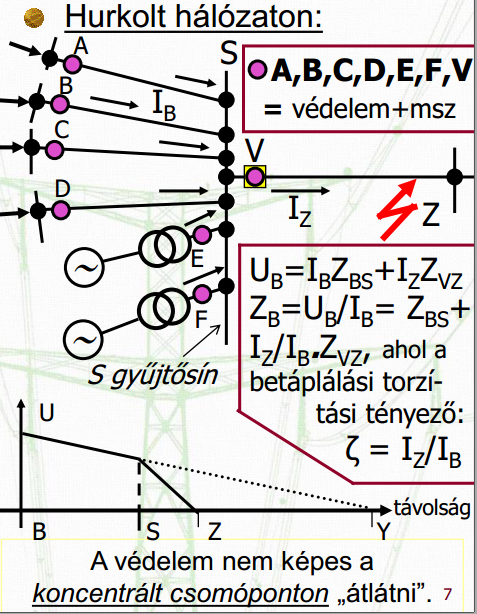 Hurkolt hálózaton:
A
S
B
I_B
A,B,C,D,E,F,V
= védelem+msz
C
V
D
I_Z
Z
E
F
~
~
S gyűjtősín
U_B=I_BZ_BS+I_ZZ_VZ
Z_B=U_B/I_B= Z_BS+
I_Z/I_B.Z_VZ, ahol a
betáplálási torzí-
tási tényező:
ζ = I_Z/I_B
U
távolság
B
S
Z
Y
A védelem nem képes a
koncentrált csomóponton „átlátni”.
7